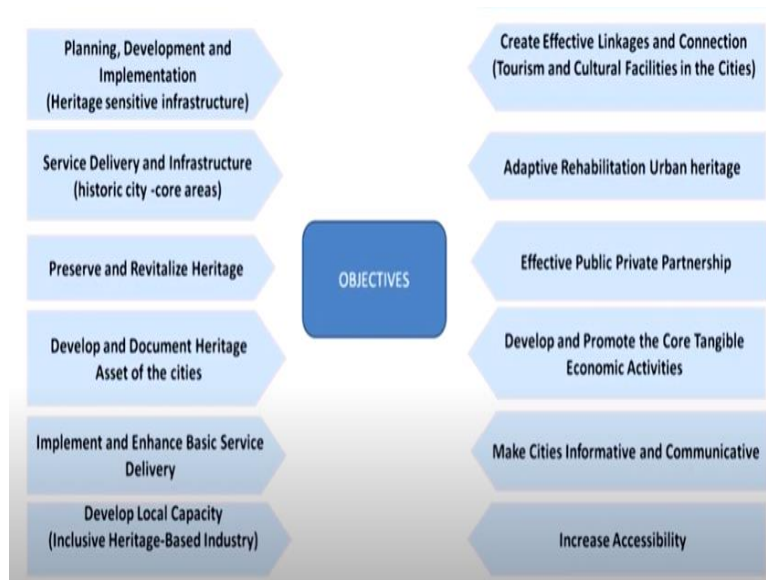 Planning, Development and
Implementation
(Heritage sensitive infrastructure)
Service Delivery and Infrastructure
(historic city -core areas)
Preserve and Revitalize Heritage
Develop and Document Heritage
Asset of the cities
Implement and Enhance Basic Service
Delivery
Develop Local Capacity
(Inclusive Heritage-Based Industry)
OBJECTIVES
Create Effective Linkages and Connection
(Tourism and Cultural Facilities in the Cities)
Adaptive Rehabilitation Urban heritage
Effective Public Private Partnership
Develop and Promote the Core Tangible
Economic Activities
Make Cities Informative and Communicative
Increase Accessibility